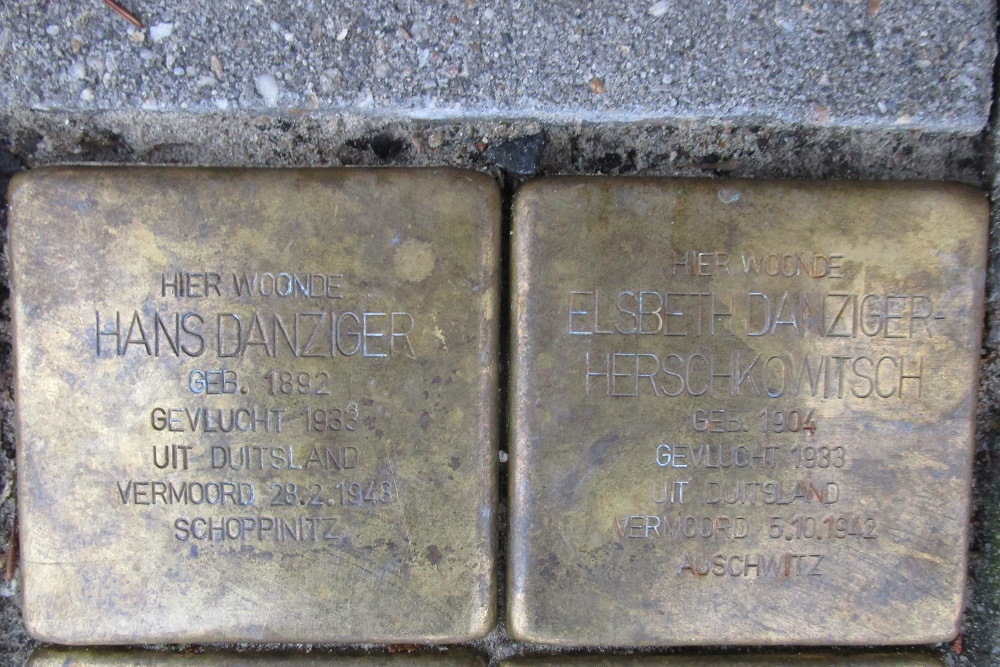 HIER WOONDE
HANS DANZIGER
GEB. 1892
GEVLUCHT 1933
UIT DUITSLAND
VERMOORD 28.2.1943
SCHOPPINITZ
HIER WOONDE
ELSBETH DANZIGER-
HERSCHKOWITSCH
GEB. 1904
GEVLUCHT 1933
UIT DUITSLAND
VERMOORD 5.10.1942
AUSCHWITZ